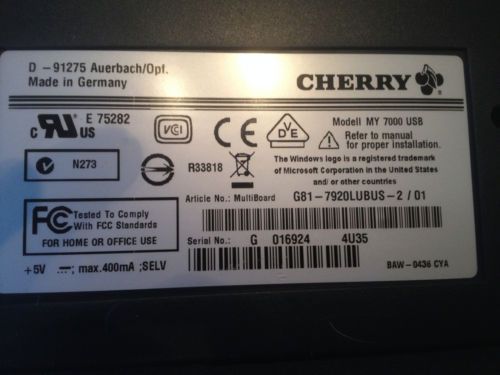 D - 91275 Auerbach/Opf.
Made in Germany
CHERRY ®
c RU US E 75282
VCCI
CE
DVE
Modell MY 7000 USB
Refer to manual
for proper installation.
N273
R33818
The Windows logo is a registered trademark
of Microsoft Corporation in the United States
and/or other countries
Article No.: MultiBoard G81-7920LUBUS-2 / 01
FC Tested To Comply
With FCC Standards
FOR HOME OR OFFICE USE
Serial No.: G 016924 4U35
+5V ⎓; max.400mA ;SELV
BAW-0436 CYA